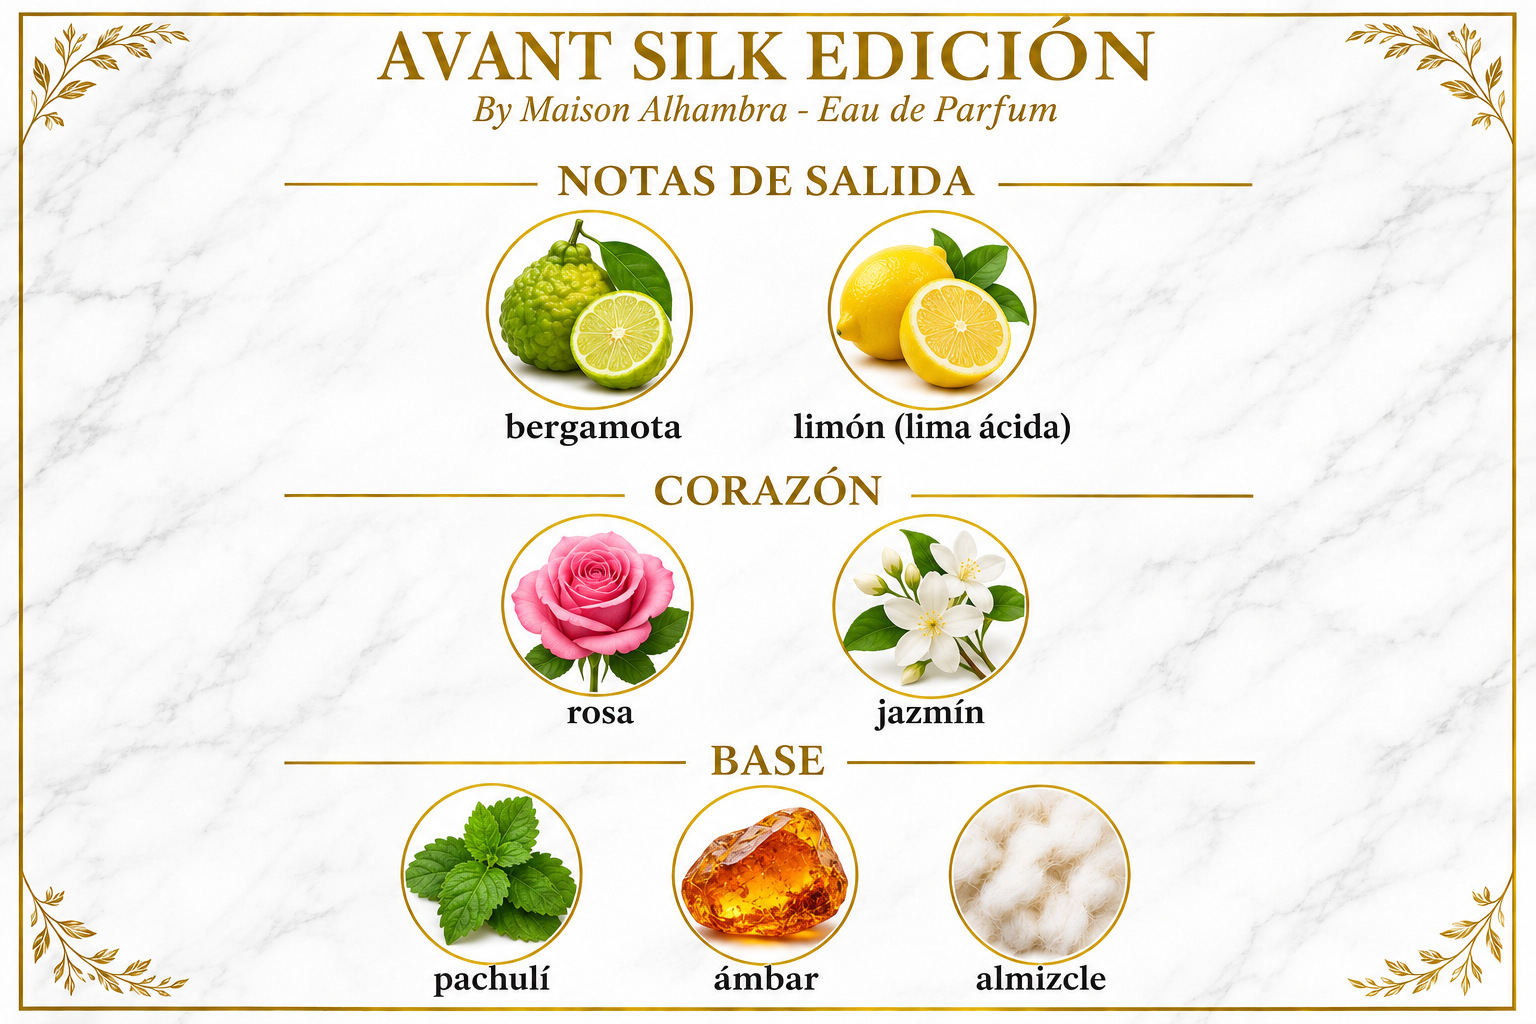 AVANT SILK EDICIÓN
By Maison Alhambra - Eau de Parfum
NOTAS DE SALIDA
bergamota
limón (lima ácida)
CORAZÓN
rosa
jazmín
BASE
pachulí
ámbar
almizcle